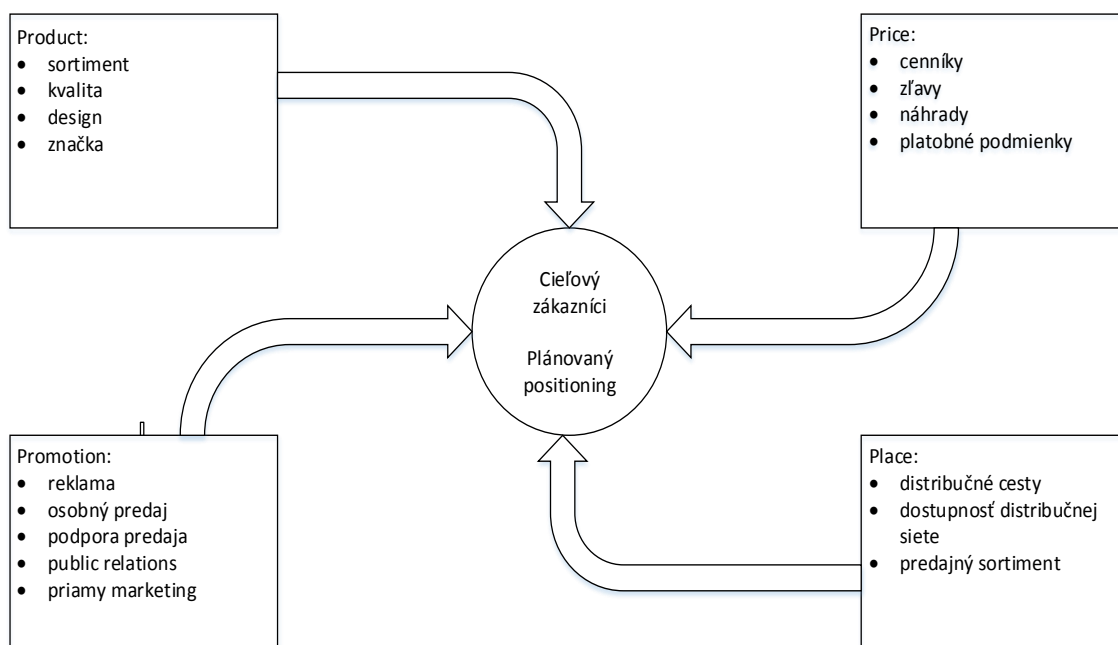 Product:
• sortiment
• kvalita
• design
• značka
Price:
• cenníky
• zľavy
• náhrady
• platobné podmienky
Cieľový
zákazníci
Plánovaný
positioning
Promotion:
• reklama
• osobný predaj
• podpora predaja
• public relations
• priamy marketing
Place:
• distribučné cesty
• dostupnosť distribučnej
siete
• predajný sortiment